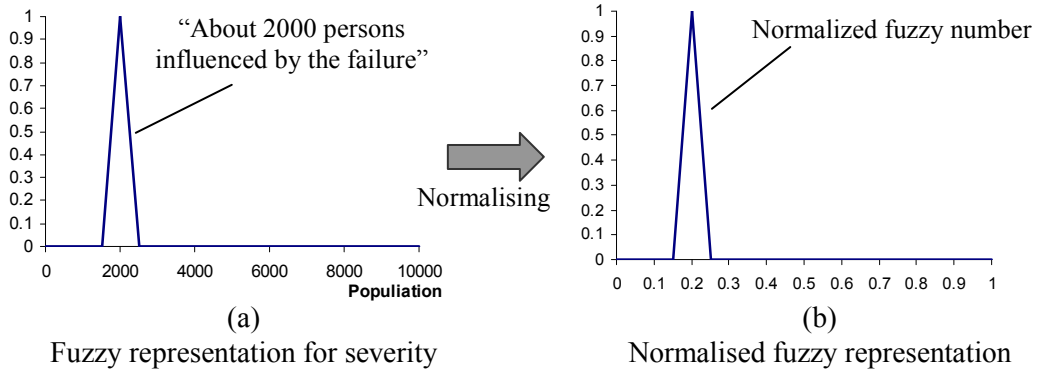 1
0.9
0.8
0.7
0.6
0.5
0.4
0.3
0.2
0.1
0
“About 2000 persons
influenced by the failure”
0 2000 4000 6000 8000 10000
Populiation
(a)
Fuzzy representation for severity
Normalising
1
0.9
0.8
0.7
0.6
0.5
0.4
0.3
0.2
0.1
0
Normalized fuzzy number
0 0.1 0.2 0.3 0.4 0.5 0.6 0.7 0.8 0.9 1
(b)
Normalised fuzzy representation